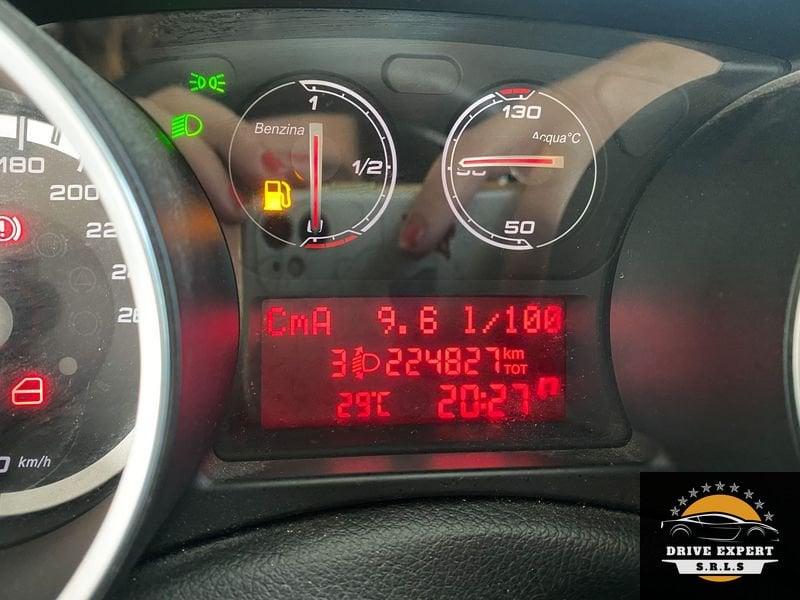 180
200
km/h
1
Benzina
1/2
0
130
Acqua°C
50
CmA 9.6 l/100
3 224827 km TOT
29°C 20:27 n
DRIVE EXPERT
S.R.L.S